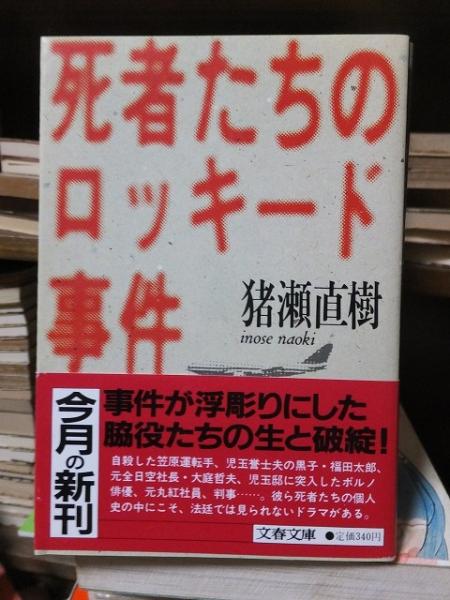 死者たちの
ロッキード
事件
猪瀬直樹
inose naoki
今月の新刊
事件が浮彫りにした
脇役たちの生と破綻!
自殺した笠原運転手、児玉誉士夫の黒子・福田太郎、
元全日空社長・大庭哲夫、児玉邸に突入したポルノ
俳優、元丸紅社員、判事……。彼ら死者たちの個人
史の中にこそ、法廷では見られないドラマがある。
文春文庫 ●定価340円